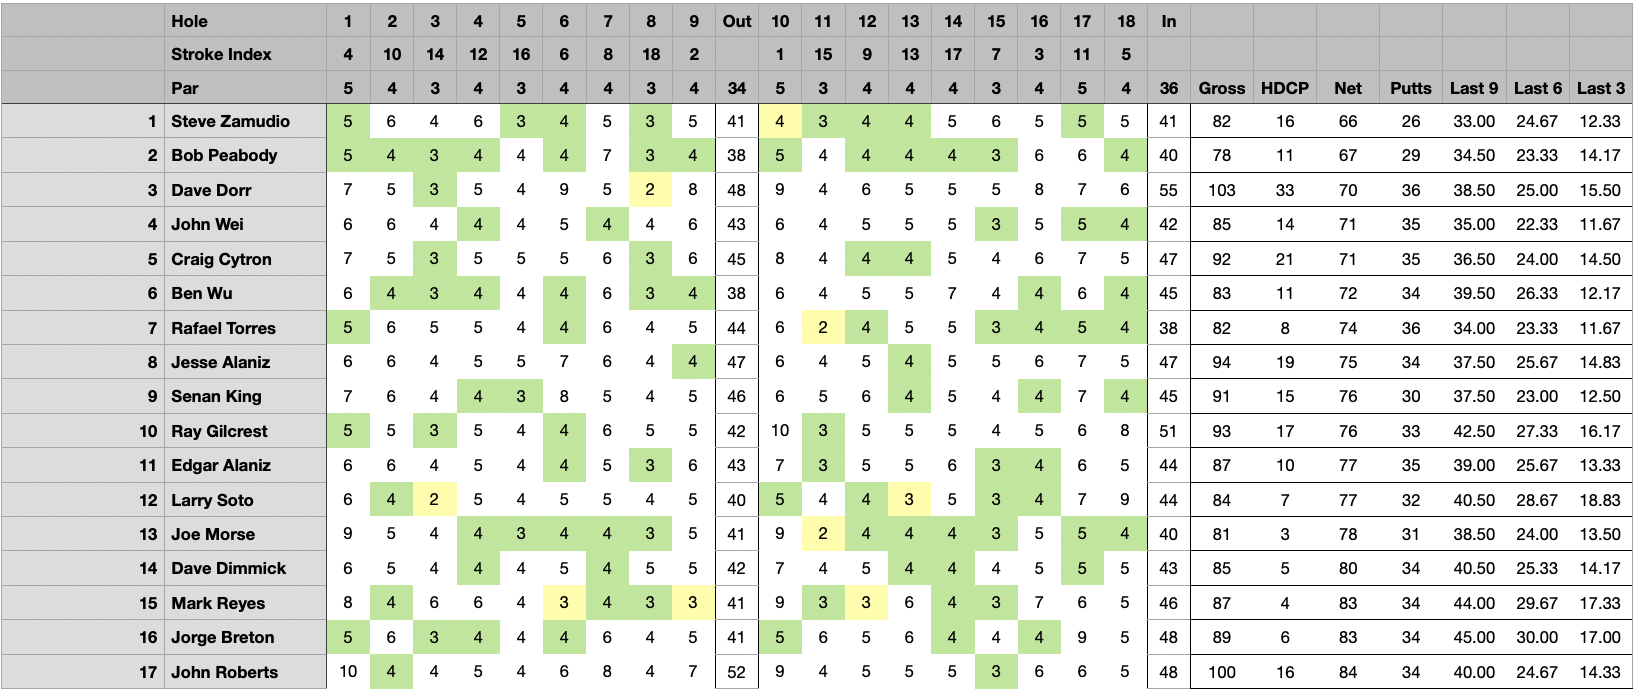 Hole 1 2 3 4 5 6 7 8 9 Out 10 11 12 13 14 15 16 17 18 In
Stroke Index 4 10 14 12 16 6 8 18 2 1 15 9 13 17 7 3 11 5
Par 5 4 3 4 3 4 4 3 4 34 5 3 4 4 4 3 4 5 4 36 Gross HDCP Net Putts Last 9 Last 6 Last 3
1 Steve Zamudio 5 6 4 6 3 4 5 3 5 41 4 3 4 4 5 6 5 5 5 41 82 16 66 26 33.00 24.67 12.33
2 Bob Peabody 5 4 3 4 4 4 7 3 4 38 5 4 4 4 4 3 6 6 4 40 78 11 67 29 34.50 23.33 14.17
3 Dave Dorr 7 5 3 5 4 9 5 2 8 48 9 4 6 5 5 5 8 7 6 55 103 33 70 36 38.50 25.00 15.50
4 John Wei 6 6 4 4 4 5 4 4 6 43 6 4 5 5 5 3 5 5 4 42 85 14 71 35 35.00 22.33 11.67
5 Craig Cytron 7 5 3 5 5 5 6 3 6 45 8 4 4 4 5 4 6 7 5 47 92 21 71 35 36.50 24.00 14.50
6 Ben Wu 6 4 3 4 4 4 6 3 4 38 6 4 5 5 7 4 4 6 4 45 83 11 72 34 39.50 26.33 12.17
7 Rafael Torres 5 6 5 5 4 4 6 4 5 44 6 2 4 5 5 3 4 5 4 38 82 8 74 36 34.00 23.33 11.67
8 Jesse Alaniz 6 6 4 5 5 7 6 4 4 47 6 4 5 4 5 5 6 7 5 47 94 19 75 34 37.50 25.67 14.83
9 Senan King 7 6 4 4 3 8 5 4 5 46 6 5 6 4 5 4 4 7 4 45 91 15 76 30 37.50 23.00 12.50
10 Ray Gilcrest 5 5 3 5 4 4 6 5 5 42 10 3 5 5 5 4 5 6 8 51 93 17 76 33 42.50 27.33 16.17
11 Edgar Alaniz 6 6 4 5 4 4 5 3 6 43 7 3 5 5 6 3 4 6 5 44 87 10 77 35 39.00 25.67 13.33
12 Larry Soto 6 4 2 5 4 5 5 4 5 40 5 4 4 3 5 3 4 7 9 44 84 7 77 32 40.50 28.67 18.83
13 Joe Morse 9 5 4 4 3 4 4 3 5 41 9 2 4 4 4 3 5 5 4 40 81 3 78 31 38.50 24.00 13.50
14 Dave Dimmick 6 5 4 4 4 5 4 5 5 42 7 4 5 4 4 4 5 5 5 43 85 5 80 34 40.50 25.33 14.17
15 Mark Reyes 8 4 6 6 4 3 4 3 3 41 9 3 3 6 4 3 7 6 5 46 87 4 83 34 44.00 29.67 17.33
16 Jorge Breton 5 6 3 4 4 4 6 4 5 41 5 6 5 6 4 4 4 9 5 48 89 6 83 34 45.00 30.00 17.00
17 John Roberts 10 4 4 5 4 6 8 4 7 52 9 4 5 5 5 3 6 6 5 48 100 16 84 34 40.00 24.67 14.33